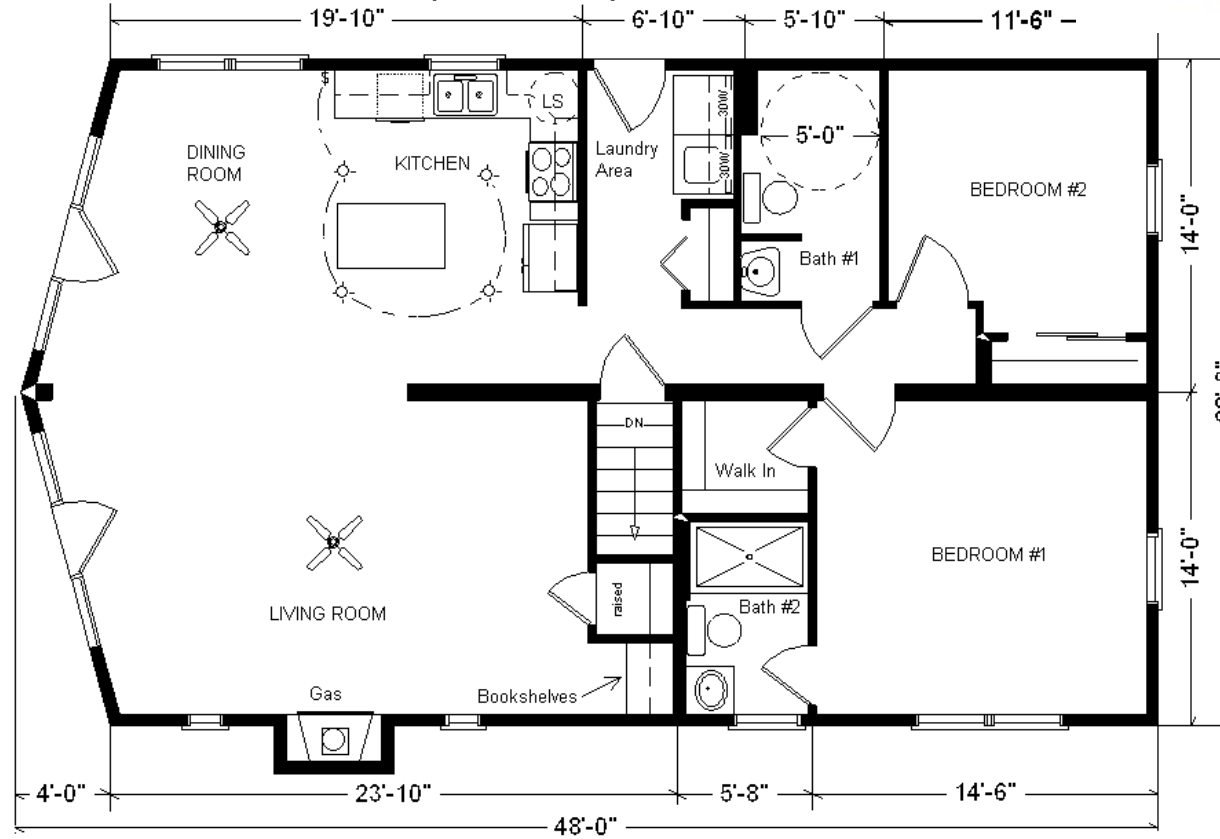 19'-10"
6'-10"
5'-10"
11'-6"
S
LS
30W
30W
5'-0"
DINING
ROOM
KITCHEN
Laundry
Area
BEDROOM #2
14'-0"
Bath #1
DN
Walk In
BEDROOM #1
14'-0"
raised
Bath #2
LIVING ROOM
Gas
Bookshelves
4'-0"
23'-10"
5'-8"
14'-6"
48'-0"